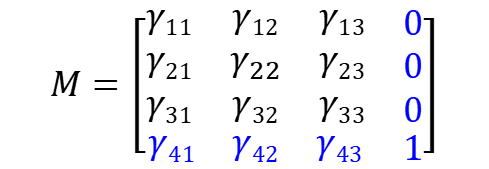 γ₁₁ γ₁₂ γ₁₃ 0
γ₂₁ γ₂₂ γ₂₃ 0
M =
γ₃₁ γ₃₂ γ₃₃ 0
γ₄₁ γ₄₂ γ₄₃ 1